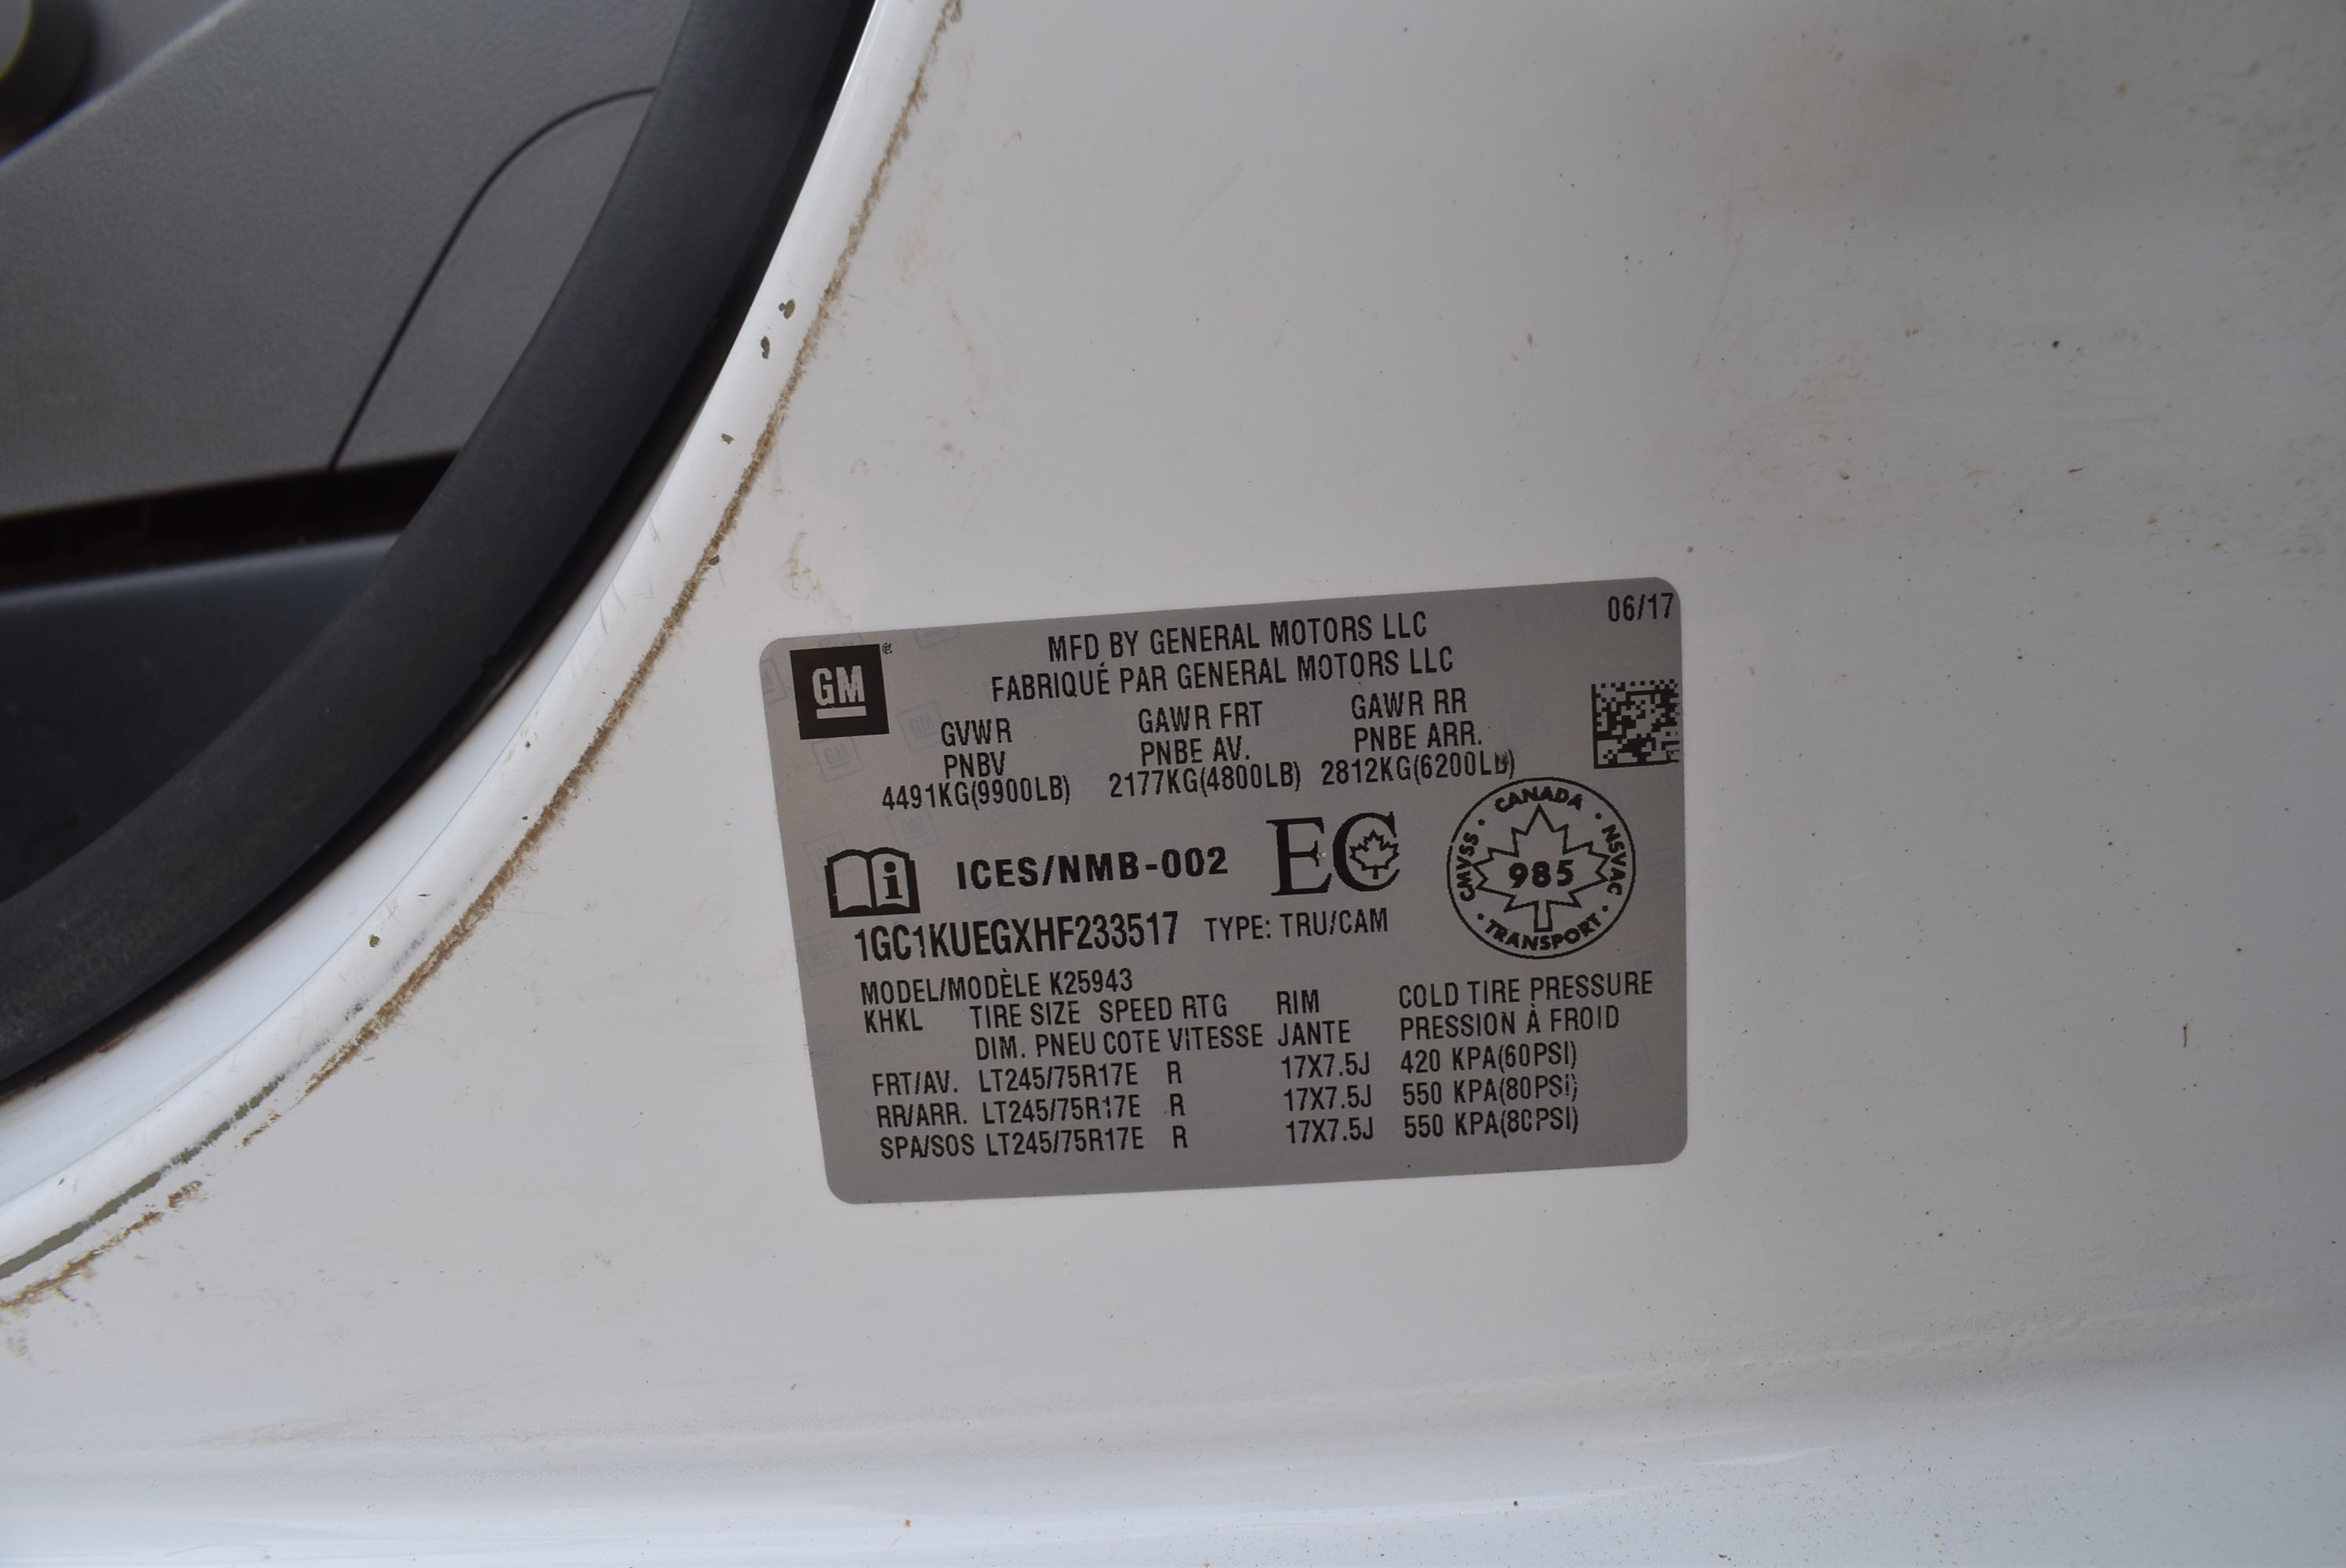 06/17
GM
MFD BY GENERAL MOTORS LLC
FABRIQUÉ PAR GENERAL MOTORS LLC
GVWR GAWR FRT GAWR RR
PNBV PNBE AV. PNBE ARR.
4491KG(9900LB) 2177KG(4800LB) 2812KG(6200LB)
i ICES/NMB-002 EC
CANADA · NSVAC · TRANSPORT · CMVSS ·
985
1GC1KUEGXHF233517 TYPE: TRU/CAM
MODEL/MODÈLE K25943
KHKL TIRE SIZE SPEED RTG RIM COLD TIRE PRESSURE
DIM. PNEU COTE VITESSE JANTE PRESSION À FROID
FRT/AV. LT245/75R17E R 17X7.5J 420 KPA(60PSI)
RR/ARR. LT245/75R17E R 17X7.5J 550 KPA(80PSI)
SPA/SOS LT245/75R17E R 17X7.5J 550 KPA(80PSI)